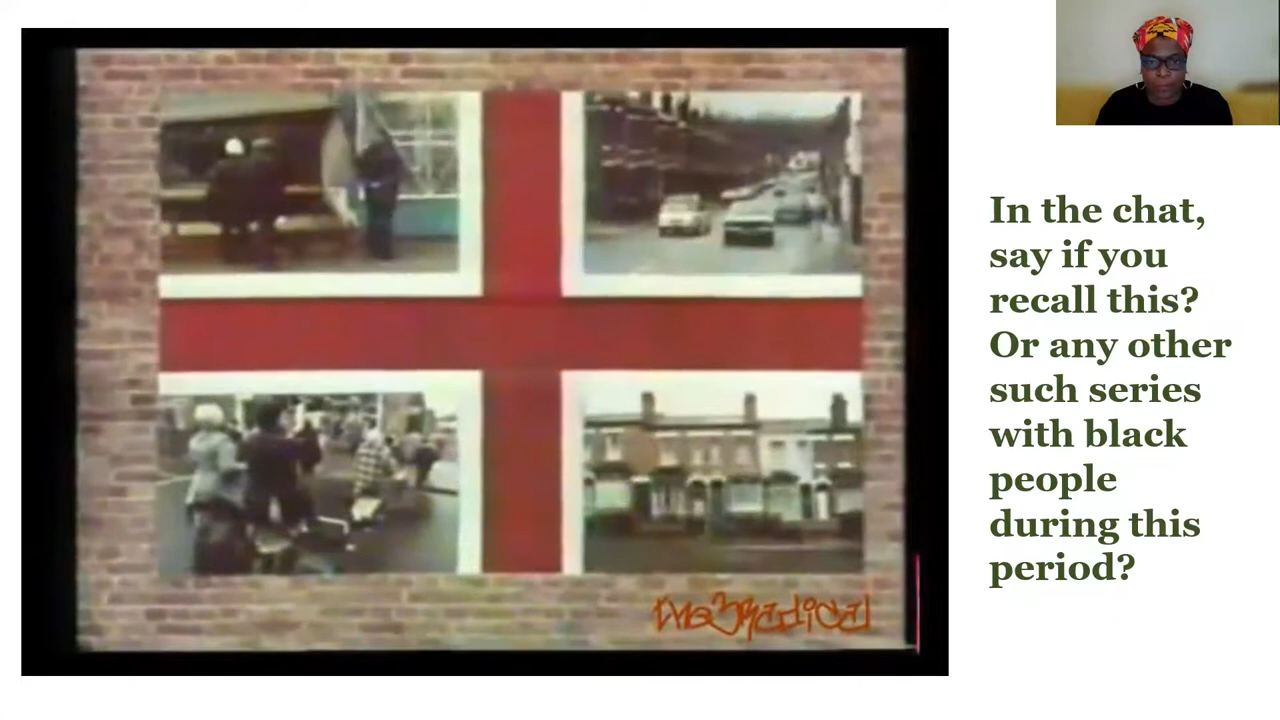 In the chat,
say if you
recall this?
Or any other
such series
with black
people
during this
period?